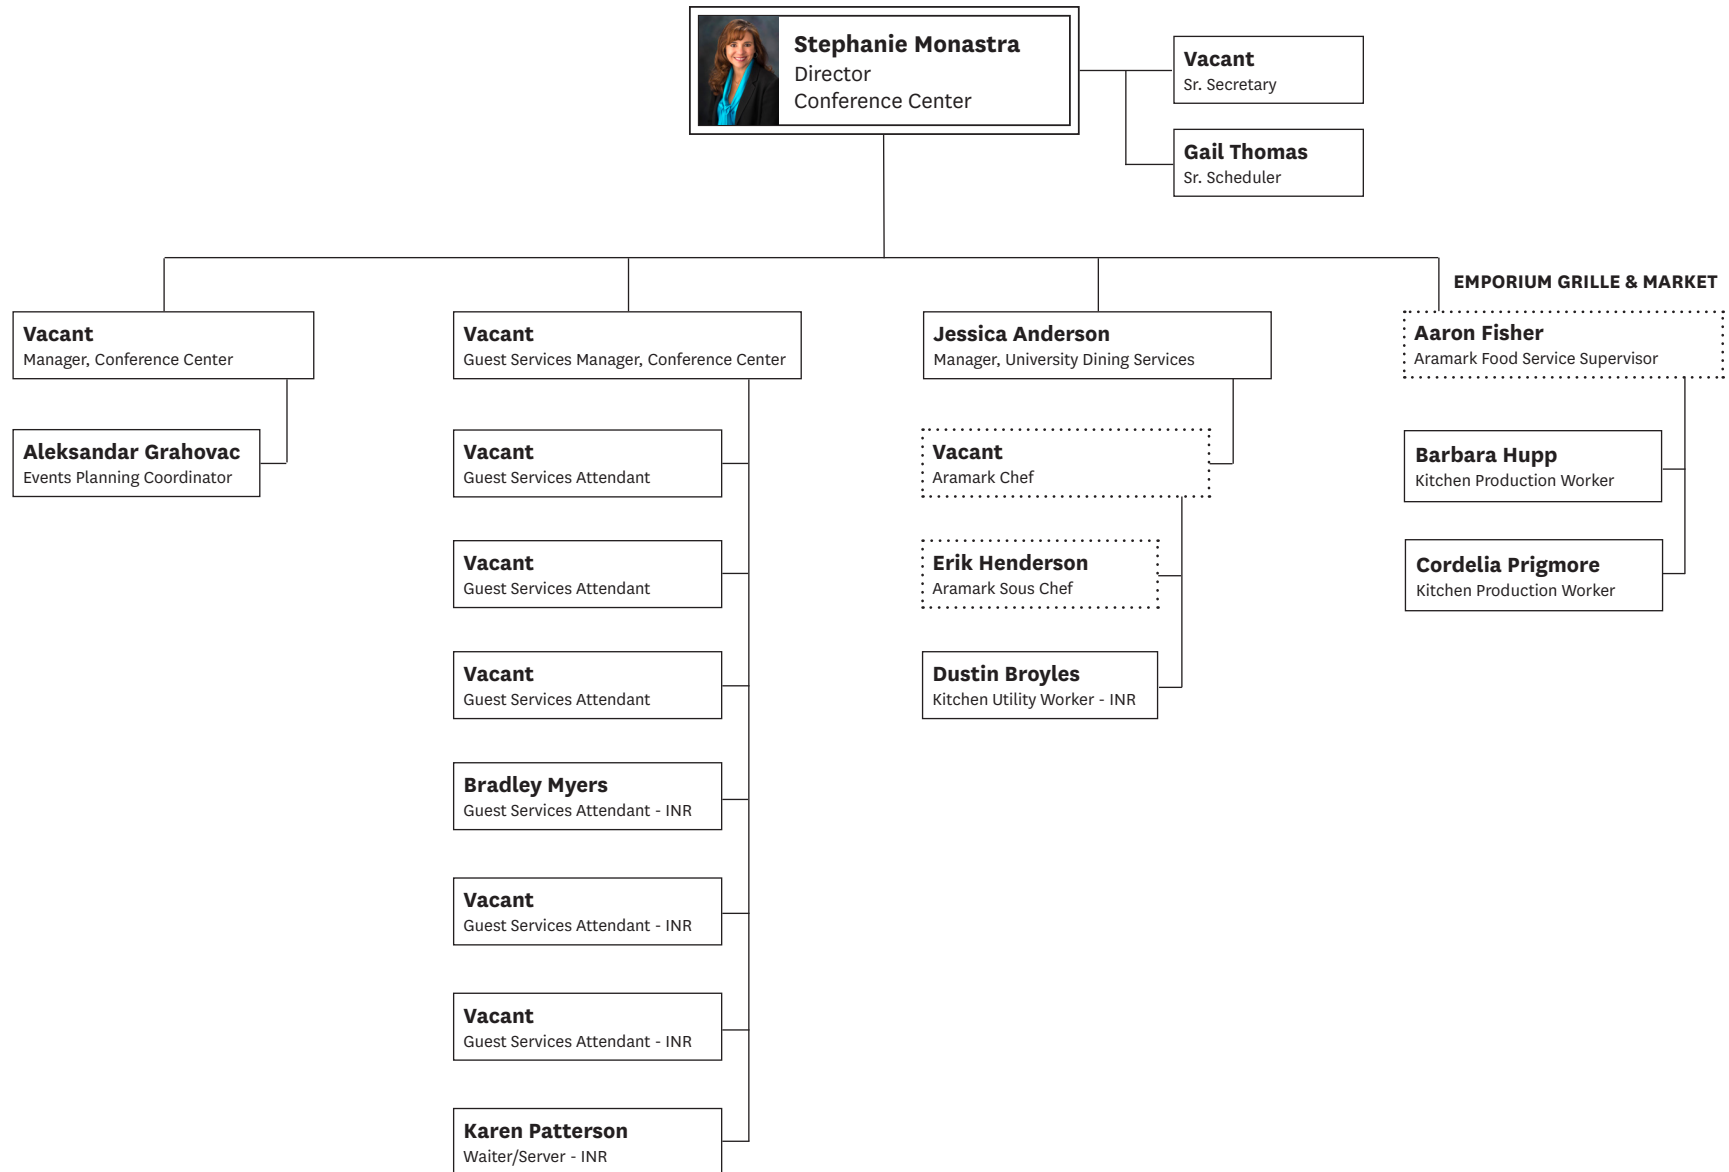 Stephanie Monastra
Director
Conference Center
Vacant
Sr. Secretary
Gail Thomas
Sr. Scheduler
EMPORIUM GRILLE & MARKET
Vacant
Manager, Conference Center
Aleksandar Grahovac
Events Planning Coordinator
Vacant
Guest Services Manager, Conference Center
Vacant
Guest Services Attendant
Vacant
Guest Services Attendant
Vacant
Guest Services Attendant
Bradley Myers
Guest Services Attendant - INR
Vacant
Guest Services Attendant - INR
Vacant
Guest Services Attendant - INR
Karen Patterson
Waiter/Server - INR
Jessica Anderson
Manager, University Dining Services
Vacant
Aramark Chef
Erik Henderson
Aramark Sous Chef
Dustin Broyles
Kitchen Utility Worker - INR
Aaron Fisher
Aramark Food Service Supervisor
Barbara Hupp
Kitchen Production Worker
Cordelia Prigmore
Kitchen Production Worker